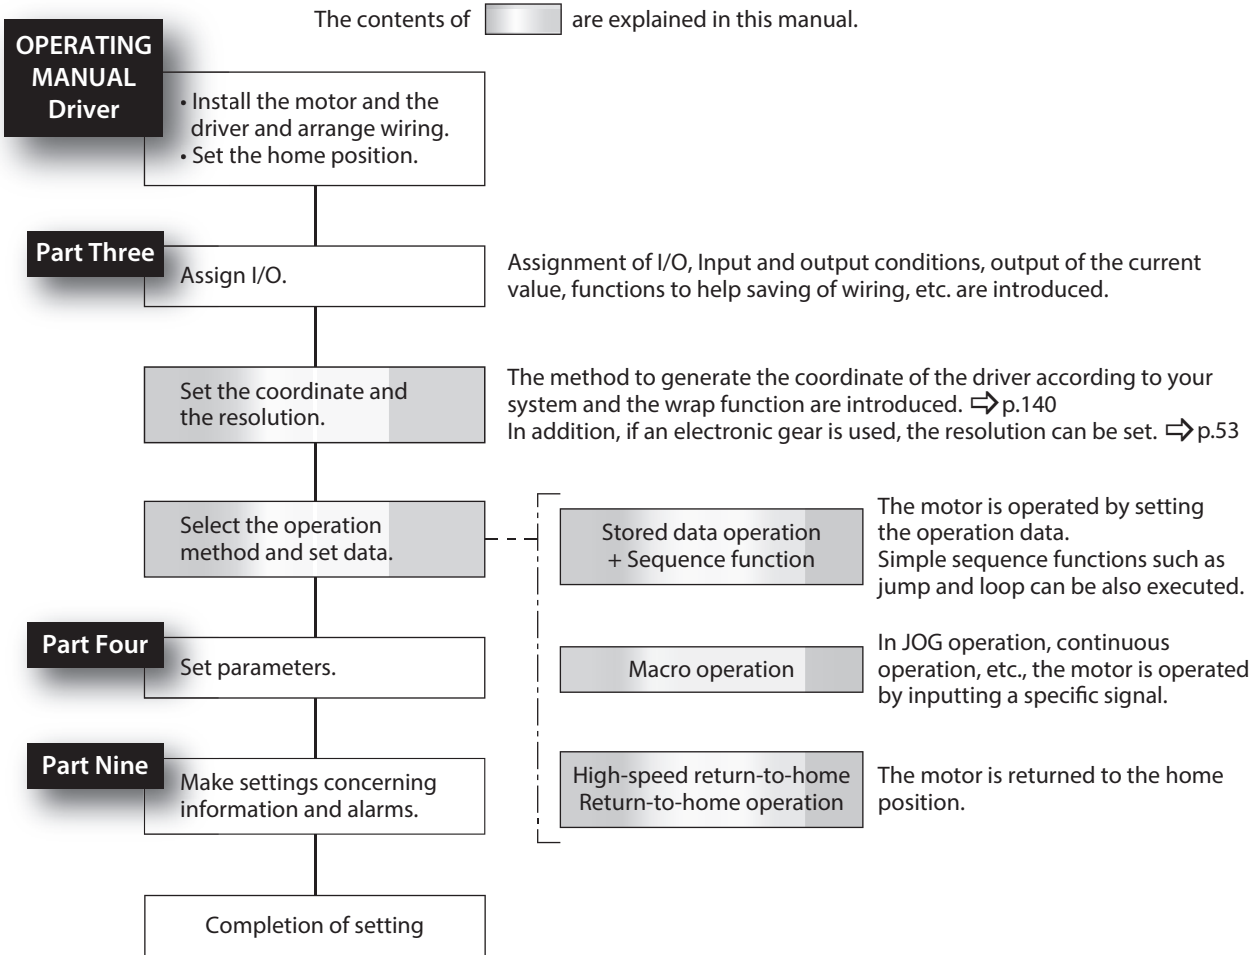 The contents of are explained in this manual.
OPERATING
MANUAL
Driver
• Install the motor and the
driver and arrange wiring.
• Set the home position.
Part Three
Assign I/O.
Assignment of I/O, Input and output conditions, output of the current
value, functions to help saving of wiring, etc. are introduced.
Set the coordinate and
the resolution.
The method to generate the coordinate of the driver according to your
system and the wrap function are introduced. ⇨ p.140
In addition, if an electronic gear is used, the resolution can be set. ⇨ p.53
Select the operation
method and set data.
Stored data operation
+ Sequence function
The motor is operated by setting
the operation data.
Simple sequence functions such as
jump and loop can be also executed.
Part Four
Set parameters.
Macro operation
In JOG operation, continuous
operation, etc., the motor is operated
by inputting a specific signal.
Part Nine
Make settings concerning
information and alarms.
High-speed return-to-home
Return-to-home operation
The motor is returned to the home
position.
Completion of setting